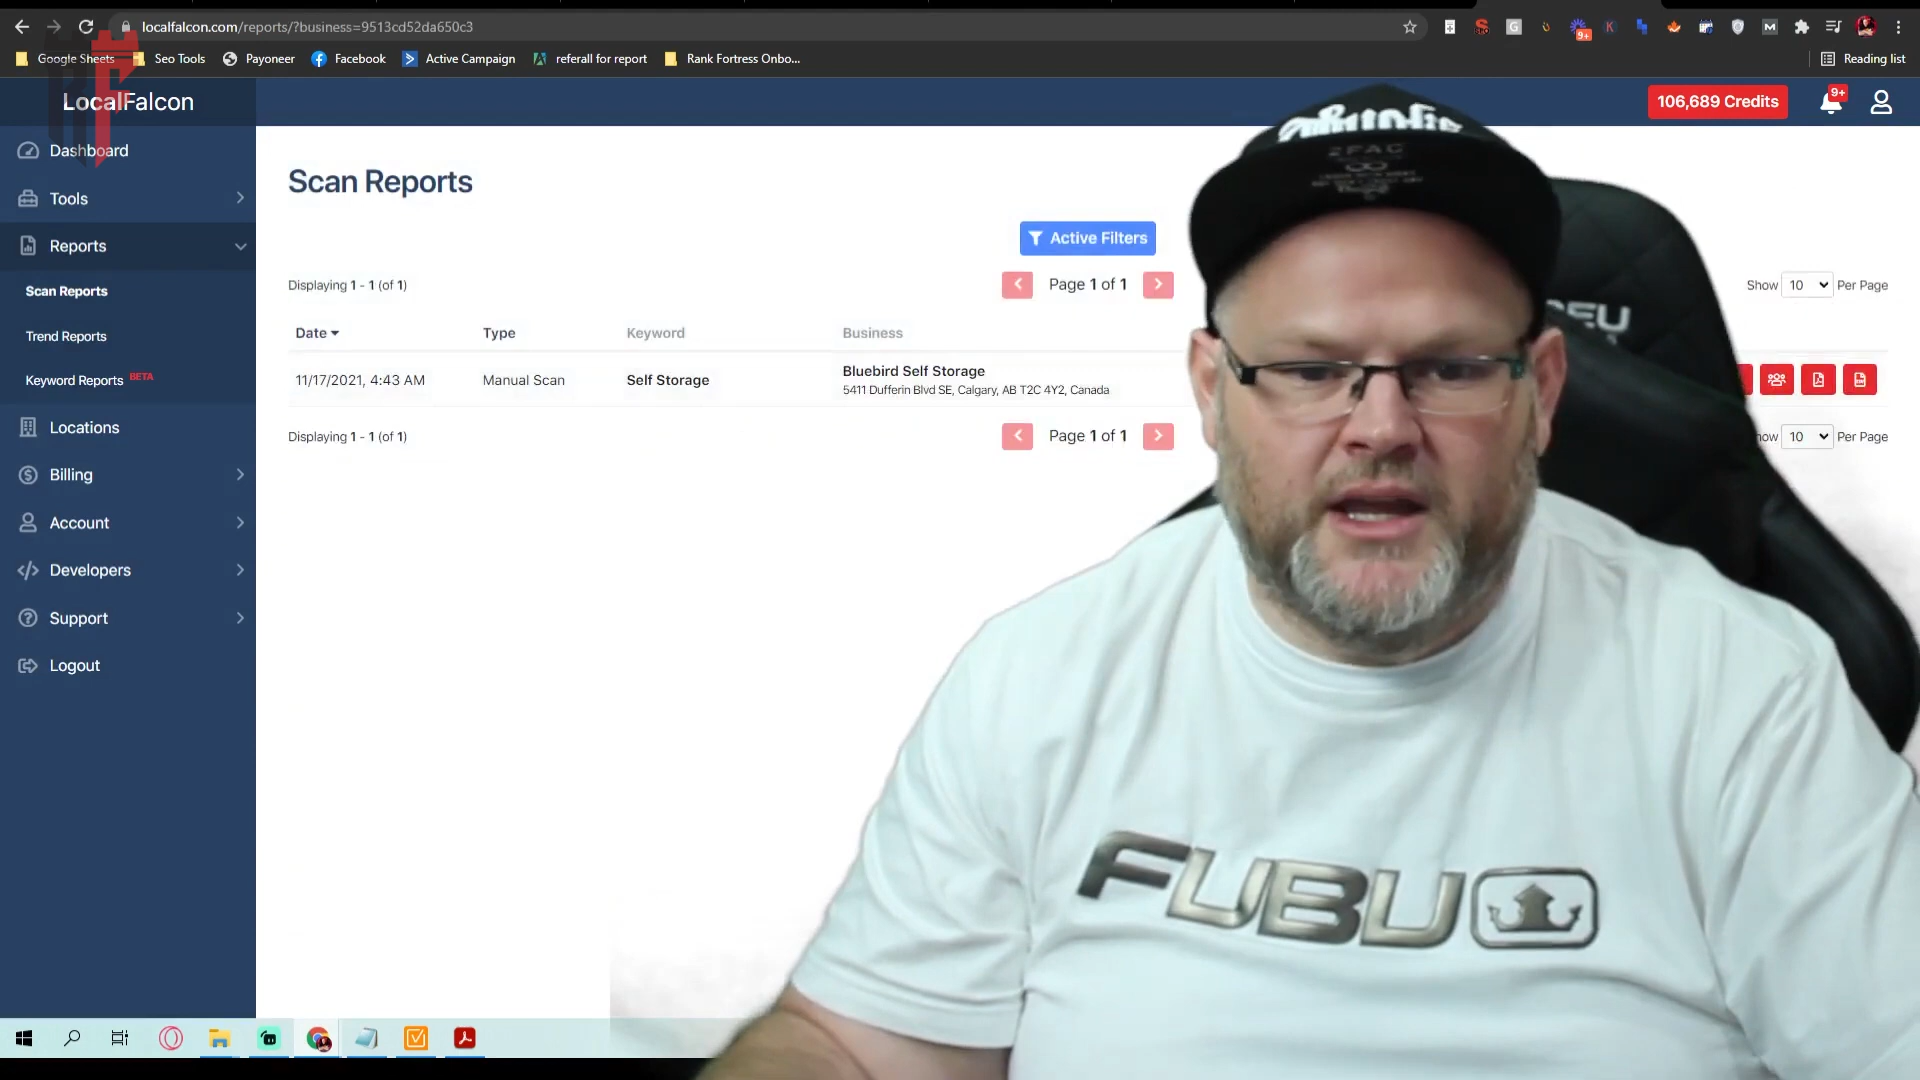 localfalcon.com/reports/?business=9513cd52da650c3
9+
Google Sheets
Seo Tools
Payoneer
Facebook
Active Campaign
referall for report
Rank Fortress Onbo...
Reading list
LocalFalcon
106,689 Credits
9+
Dashboard
Tools
Reports
Scan Reports
Trend Reports
Keyword Reports BETA
Locations
Billing
Account
Developers
Support
Logout
Scan Reports
Active Filters
Displaying 1 - 1 (of 1)
Page 1 of 1
Show 10 Per Page
Date
Type
Keyword
Business
11/17/2021, 4:43 AM
Manual Scan
Self Storage
Bluebird Self Storage
5411 Dufferin Blvd SE, Calgary, AB T2C 4Y2, Canada
Displaying 1 - 1 (of 1)
Page 1 of 1
how 10 Per Page
2PAC
FUBU